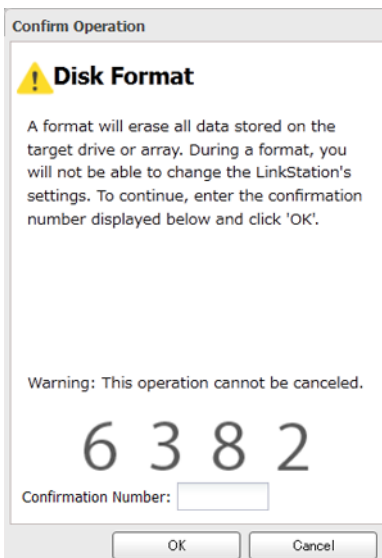 Confirm Operation
Disk Format
A format will erase all data stored on the
target drive or array. During a format, you
will not be able to change the LinkStation's
settings. To continue, enter the confirmation
number displayed below and click 'OK'.
Warning: This operation cannot be canceled.
6 3 8 2
Confirmation Number:
OK Cancel